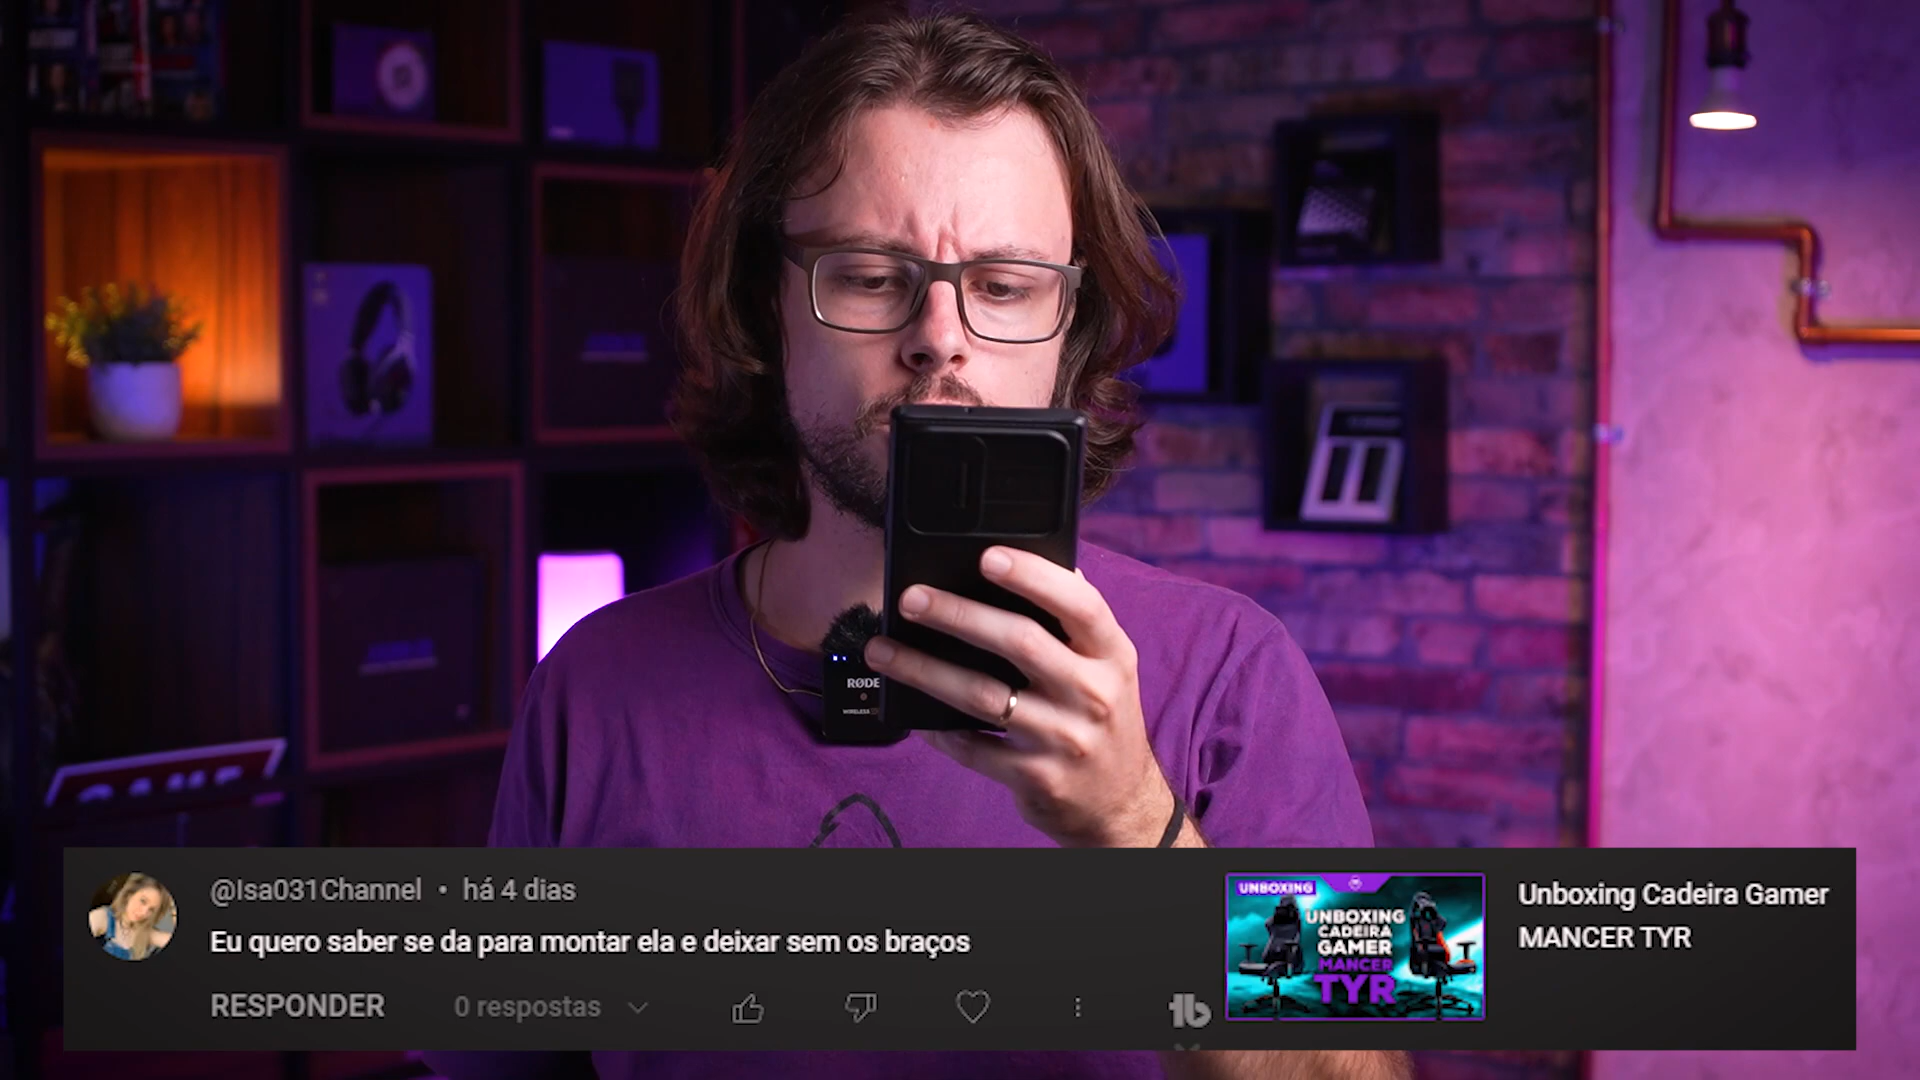 RØDE
WIRELESS
@Isa031Channel • há 4 dias
Eu quero saber se da para montar ela e deixar sem os braços
RESPONDER
0 respostas
UNBOXING
UNBOXING
CADEIRA
GAMER
MANCER
TYR
Unboxing Cadeira Gamer
MANCER TYR